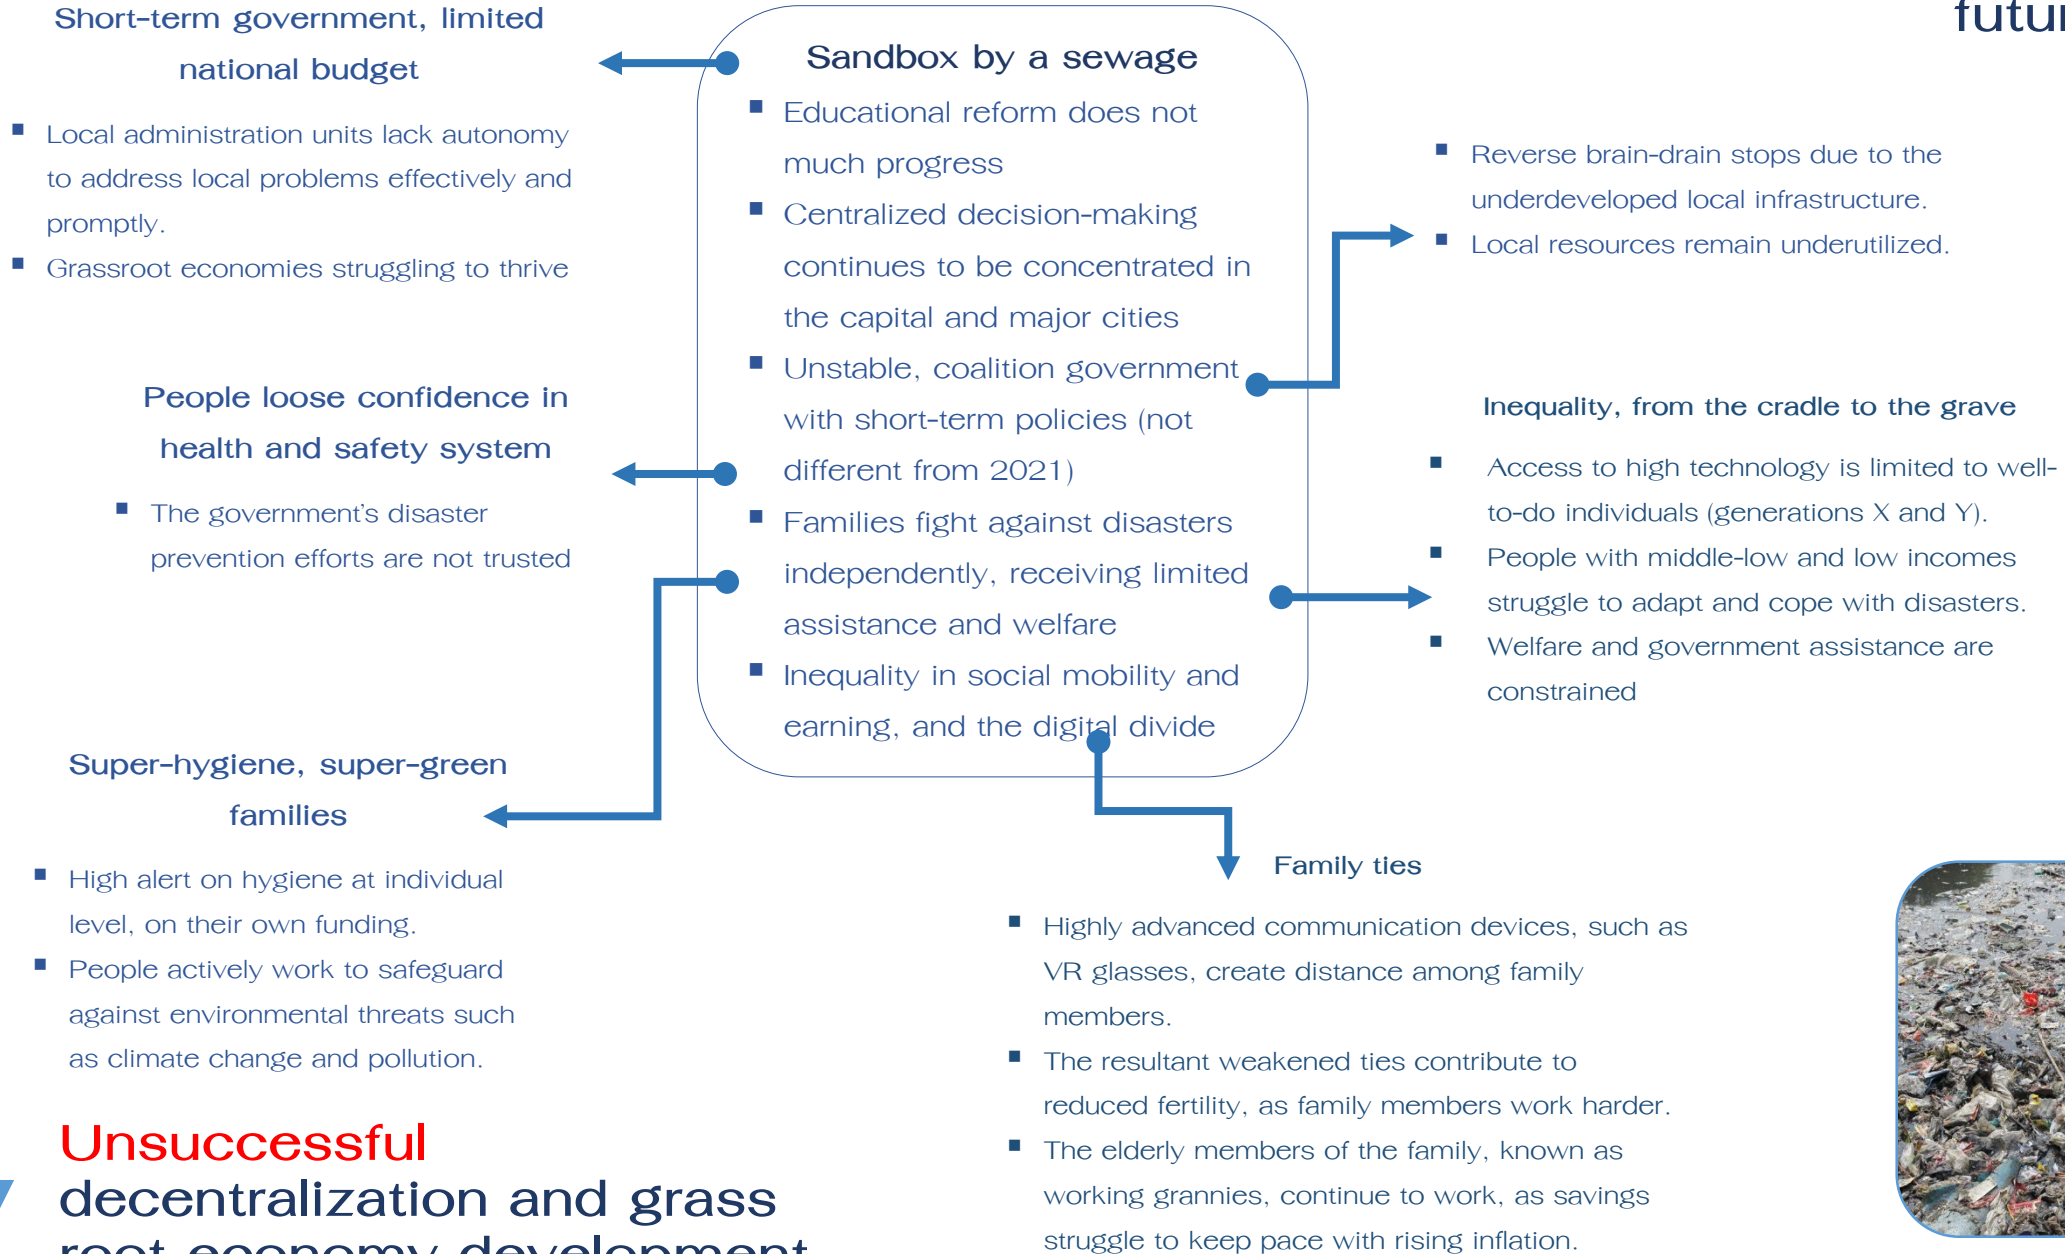 Short-term government, limited
national budget
▪ Local administration units lack autonomy
to address local problems effectively and
promptly.
▪ Grassroot economies struggling to thrive
People loose confidence in
health and safety system
▪ The government's disaster
prevention efforts are not trusted
Super-hygiene, super-green
families
▪ High alert on hygiene at individual
level, on their own funding.
▪ People actively work to safeguard
against environmental threats such
as climate change and pollution.
Unsuccessful
decentralization and grass
root economy development
Sandbox by a sewage
▪ Educational reform does not
much progress
▪ Centralized decision-making
continues to be concentrated in
the capital and major cities
▪ Unstable, coalition government
with short-term policies (not
different from 2021)
▪ Families fight against disasters
independently, receiving limited
assistance and welfare
▪ Inequality in social mobility and
earning, and the digital divide
▪ Reverse brain-drain stops due to the
underdeveloped local infrastructure.
▪ Local resources remain underutilized.
Inequality, from the cradle to the grave
▪ Access to high technology is limited to well-
to-do individuals (generations X and Y).
▪ People with middle-low and low incomes
struggle to adapt and cope with disasters.
▪ Welfare and government assistance are
constrained
Family ties
▪ Highly advanced communication devices, such as
VR glasses, create distance among family
members.
▪ The resultant weakened ties contribute to
reduced fertility, as family members work harder.
▪ The elderly members of the family, known as
working grannies, continue to work, as savings
struggle to keep pace with rising inflation.